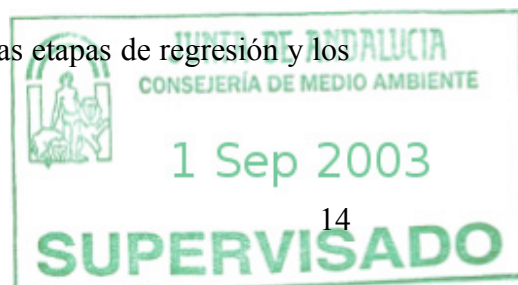 as etapas de regresión y los
JUNTA DE ANDALUCIA
CONSEJERÍA DE MEDIO AMBIENTE
1 Sep 2003
14
SUPERVISADO